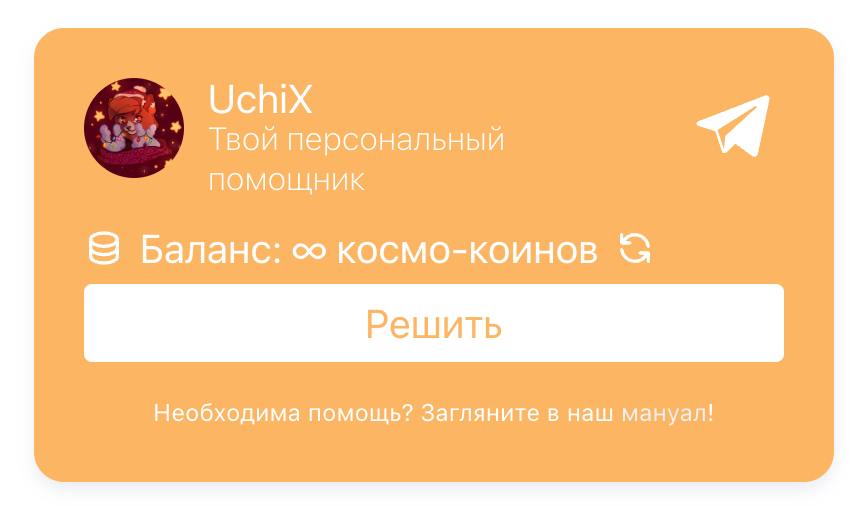 UchiX
Твой персональный
помощник
Баланс: ∞ космо-коинов
Решить
Необходима помощь? Загляните в наш мануал!